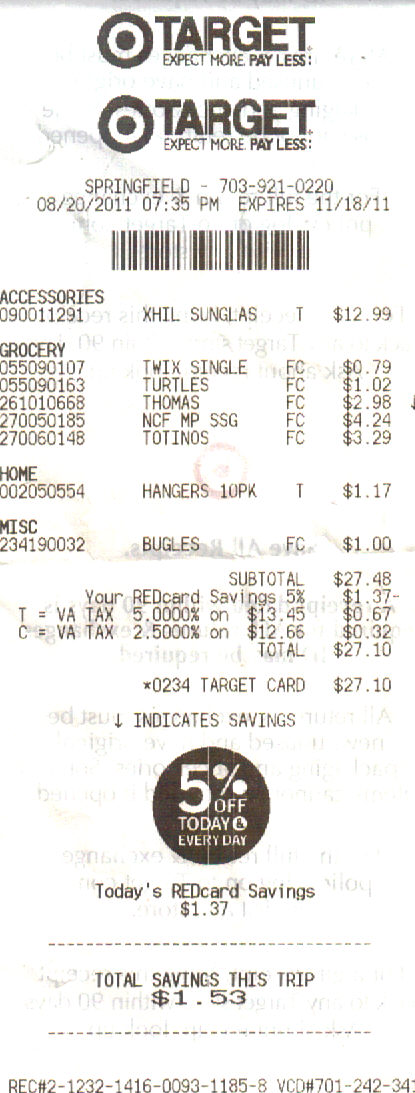 TARGET
EXPECT MORE. PAY LESS.
TARGET
EXPECT MORE. PAY LESS.
SPRINGFIELD - 703-921-0220
08/20/2011 07:35 PM EXPIRES 11/18/11
ACCESSORIES
090011291 XHIL SUNGLAS T $12.99
GROCERY
055090107 TWIX SINGLE FC $0.79
055090163 TURTLES FC $1.02
261010668 THOMAS FC $2.98 ↓
270050185 NCF MP SSG FC $4.24
270060148 TOTINOS FC $3.29
HOME
002050554 HANGERS 10PK T $1.17
MISC
234190032 BUGLES FC $1.00
SUBTOTAL $27.48
Your REDcard Savings 5% $1.37-
T = VA TAX 5.0000% on $13.45 $0.67
C = VA TAX 2.5000% on $12.66 $0.32
TOTAL $27.10
*0234 TARGET CARD $27.10
↓ INDICATES SAVINGS
5% OFF
TODAY &
EVERY DAY
Today's REDcard Savings
$1.37
TOTAL SAVINGS THIS TRIP
$1.53
REC#2-1232-1416-0093-1185-8 VCD#701-242-341